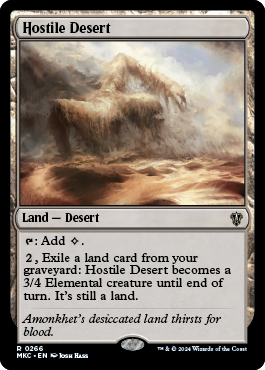 Hostile Desert
Land — Desert
: Add .
2, Exile a land card from your
graveyard: Hostile Desert becomes a
3/4 Elemental creature until end
of turn. It's still a land.
Amonkhet's desiccated land thirsts for
blood.
R 0266
MKC • EN Josh Hass
™ & © 2024 Wizards of the Coast